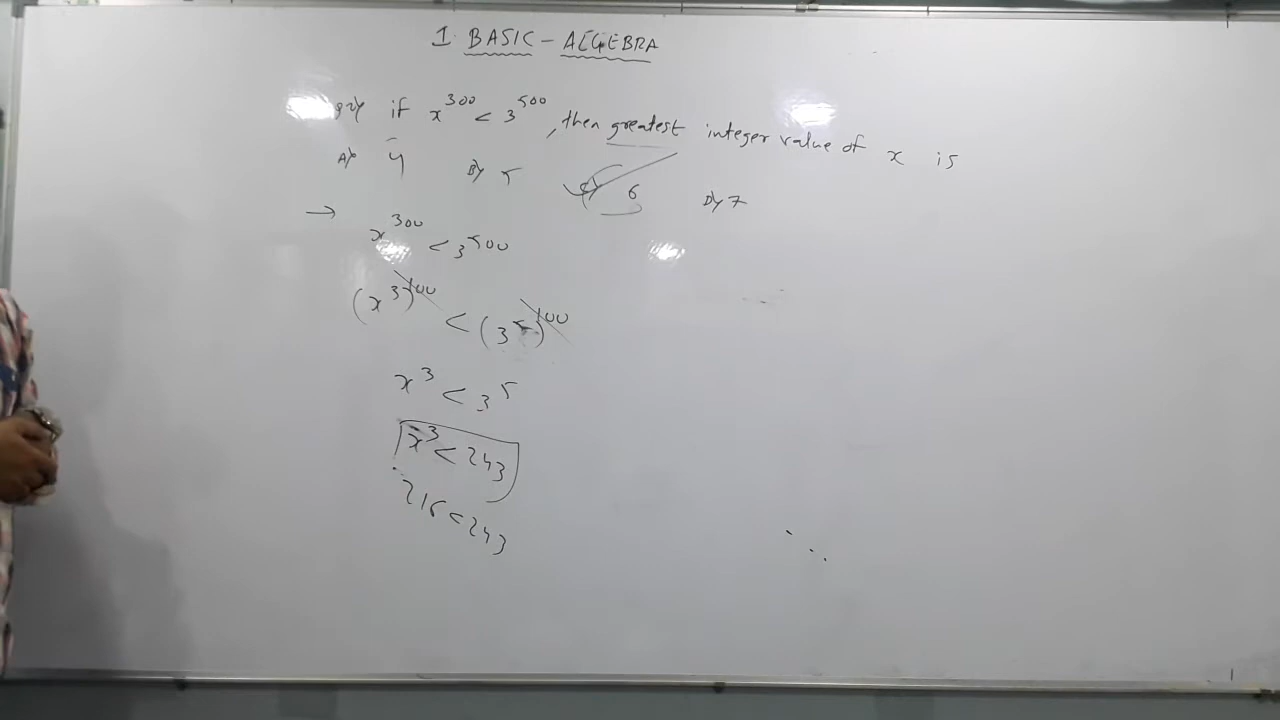 1. BASIC - ALGEBRA
if x^300 < 3^500, then greatest integer value of x is
A) 4 B) 5 C) 6 D) 7
→ x^300 < 3^500
(x^3)^100 < (3^5)^100
x^3 < 3^5
x^3 < 243
216 < 243